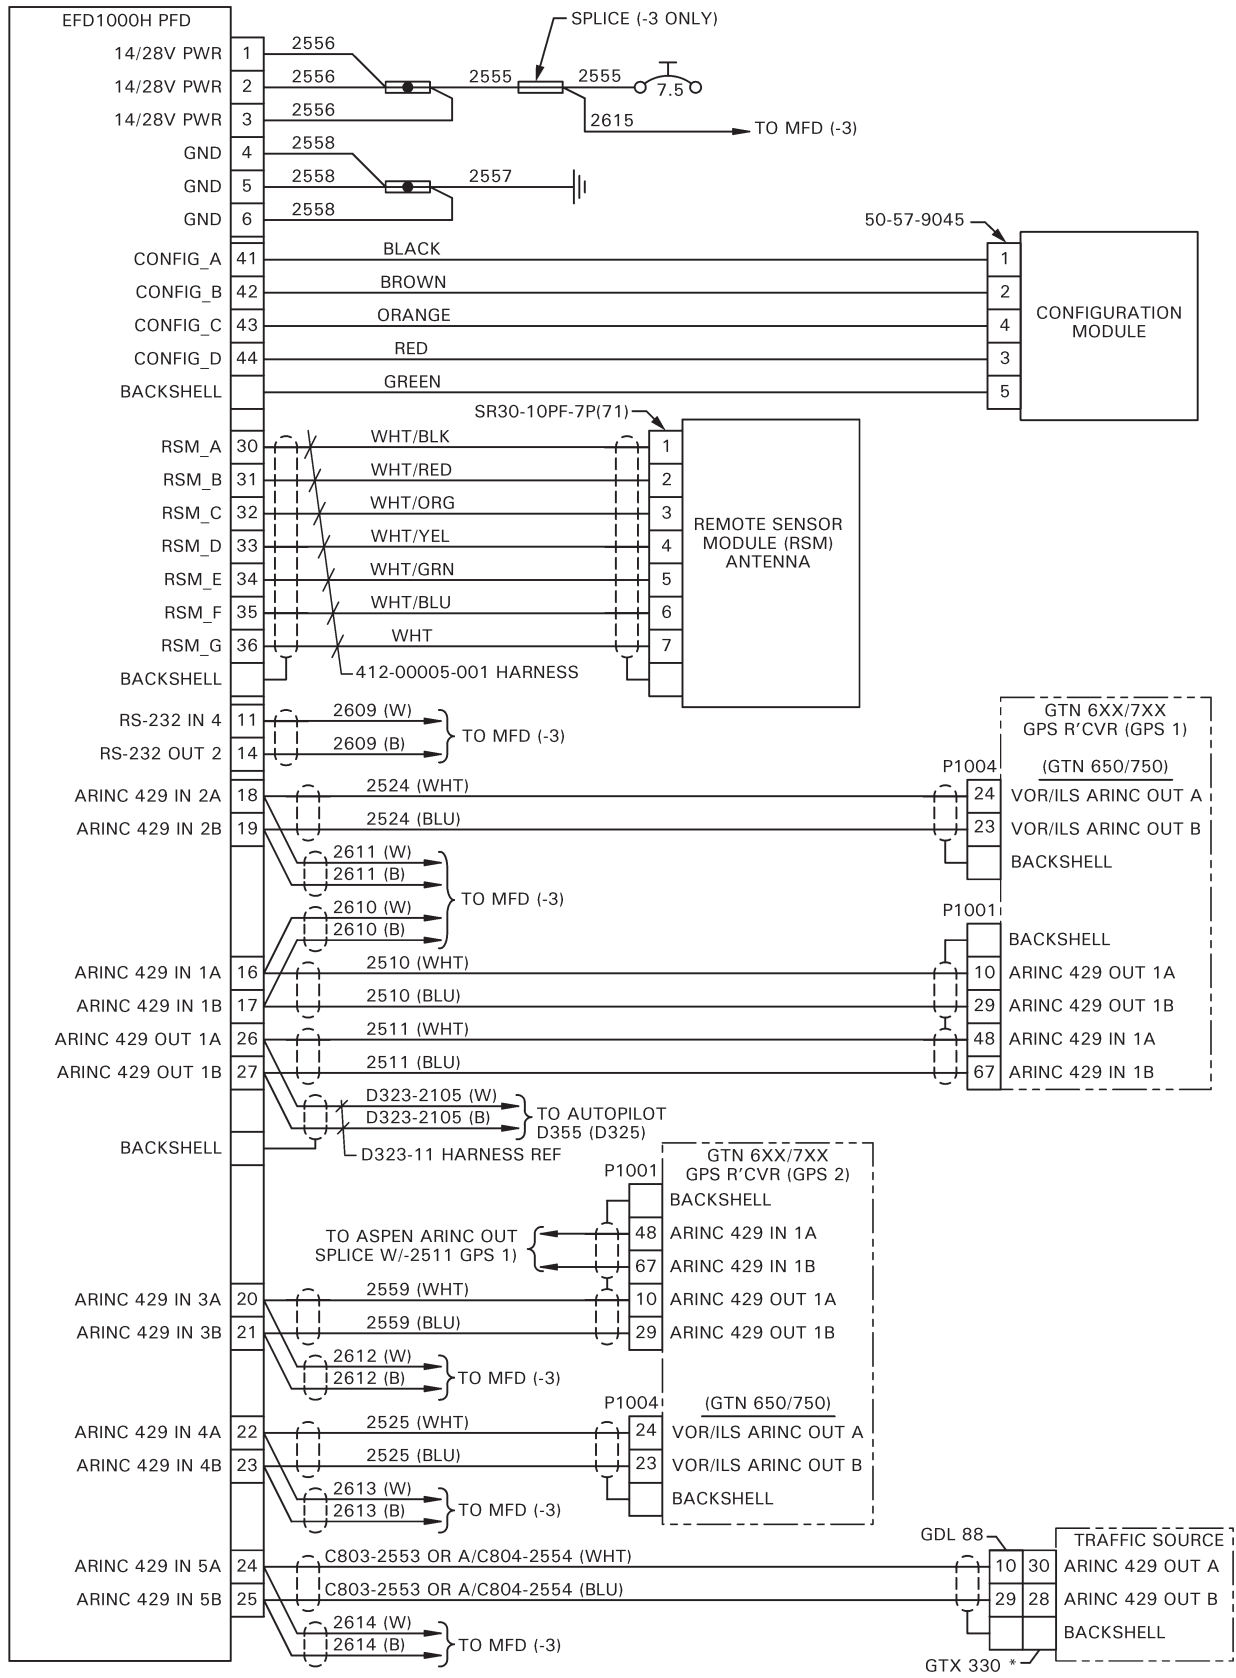 EFD1000H PFD
SPLICE (-3 ONLY)
14/28V PWR 1 2556
14/28V PWR 2 2556 2555 2555 7.5
14/28V PWR 3 2556 2615 TO MFD (-3)
GND 4 2558
GND 5 2558 2557
GND 6 2558
50-57-9045
CONFIG_A 41 BLACK 1
CONFIG_B 42 BROWN 2
CONFIG_C 43 ORANGE 4
CONFIG_D 44 RED 3
BACKSHELL GREEN 5
CONFIGURATION
MODULE
SR30-10PF-7P(71)
RSM_A 30 WHT/BLK 1
RSM_B 31 WHT/RED 2
RSM_C 32 WHT/ORG 3
RSM_D 33 WHT/YEL 4
RSM_E 34 WHT/GRN 5
RSM_F 35 WHT/BLU 6
RSM_G 36 WHT 7
REMOTE SENSOR
MODULE (RSM)
ANTENNA
412-00005-001 HARNESS
BACKSHELL
RS-232 IN 4 11 2609 (W)
RS-232 OUT 2 14 2609 (B)
TO MFD (-3)
GTN 6XX/7XX
GPS R'CVR (GPS 1)
P1004 (GTN 650/750)
ARINC 429 IN 2A 18 2524 (WHT) 24 VOR/ILS ARINC OUT A
ARINC 429 IN 2B 19 2524 (BLU) 23 VOR/ILS ARINC OUT B
BACKSHELL
2611 (W)
2611 (B)
TO MFD (-3)
2610 (W)
2610 (B)
P1001
BACKSHELL
ARINC 429 IN 1A 16 2510 (WHT) 10 ARINC 429 OUT 1A
ARINC 429 IN 1B 17 2510 (BLU) 29 ARINC 429 OUT 1B
ARINC 429 OUT 1A 26 2511 (WHT) 48 ARINC 429 IN 1A
ARINC 429 OUT 1B 27 2511 (BLU) 67 ARINC 429 IN 1B
D323-2105 (W)
D323-2105 (B)
TO AUTOPILOT
D355 (D325)
BACKSHELL
D323-11 HARNESS REF
GTN 6XX/7XX
GPS R'CVR (GPS 2)
P1001
BACKSHELL
TO ASPEN ARINC OUT
SPLICE W/-2511 GPS 1)
48 ARINC 429 IN 1A
67 ARINC 429 IN 1B
ARINC 429 IN 3A 20 2559 (WHT) 10 ARINC 429 OUT 1A
ARINC 429 IN 3B 21 2559 (BLU) 29 ARINC 429 OUT 1B
2612 (W)
2612 (B)
TO MFD (-3)
P1004 (GTN 650/750)
ARINC 429 IN 4A 22 2525 (WHT) 24 VOR/ILS ARINC OUT A
ARINC 429 IN 4B 23 2525 (BLU) 23 VOR/ILS ARINC OUT B
BACKSHELL
2613 (W)
2613 (B)
TO MFD (-3)
GDL 88 TRAFFIC SOURCE
ARINC 429 IN 5A 24 C803-2553 OR A/C804-2554 (WHT) 10 30 ARINC 429 OUT A
ARINC 429 IN 5B 25 C803-2553 OR A/C804-2554 (BLU) 29 28 ARINC 429 OUT B
BACKSHELL
2614 (W)
2614 (B)
TO MFD (-3)
GTX 330 *